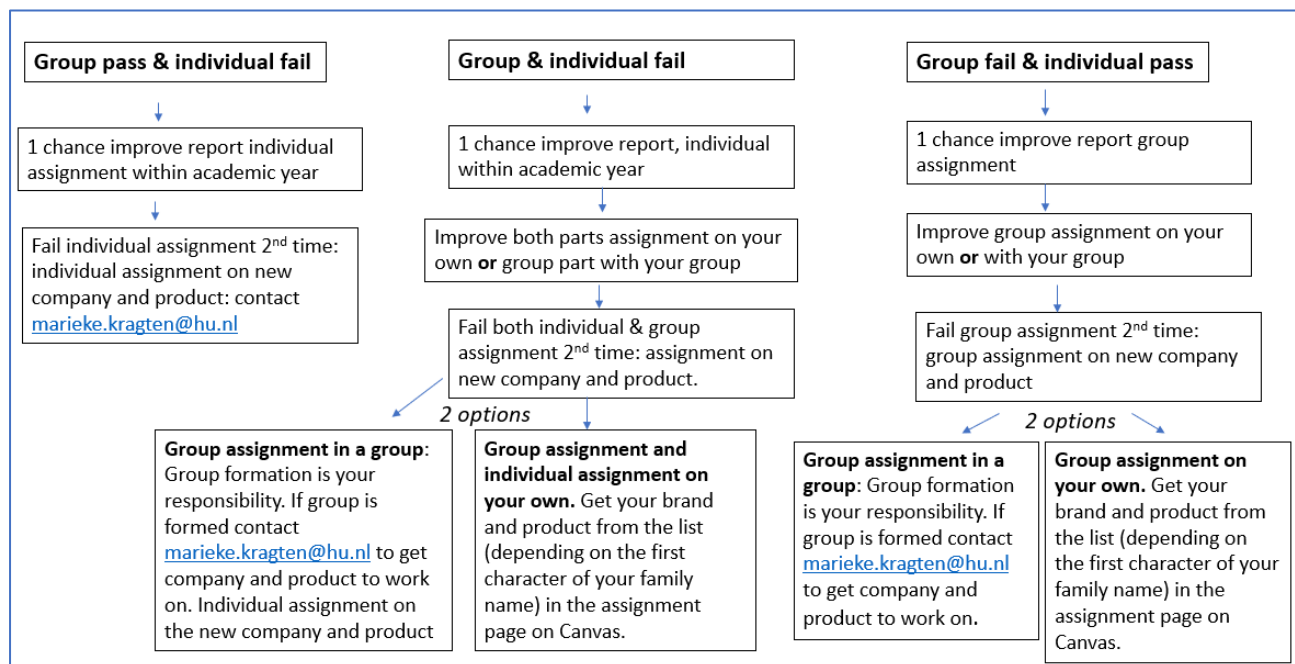 Group pass & individual fail
1 chance improve report individual
assignment within academic year
Fail individual assignment 2nd time:
individual assignment on new
company and product: contact
marieke.kragten@hu.nl
Group & individual fail
1 chance improve report, individual
within academic year
Improve both parts assignment on your
own or group part with your group
Fail both individual & group
assignment 2nd time: assignment on
new company and product.
2 options
Group assignment in a group:
Group formation is your
responsibility. If group is
formed contact
marieke.kragten@hu.nl to get
company and product to work
on. Individual assignment on
the new company and product
Group assignment and
individual assignment on
your own. Get your brand
and product from the list
(depending on the first
character of your family
name) in the assignment
page on Canvas.
Group fail & individual pass
1 chance improve report group
assignment
Improve group assignment on your
own or with your group
Fail group assignment 2nd time:
group assignment on new company
and product
2 options
Group assignment in a
group: Group formation
is your responsibility. If
group is formed contact
marieke.kragten@hu.nl
to get company and
product to work on.
Group assignment on
your own. Get your
brand and product from
the list (depending on
the first character of your
family name) in the
assignment page on
Canvas.